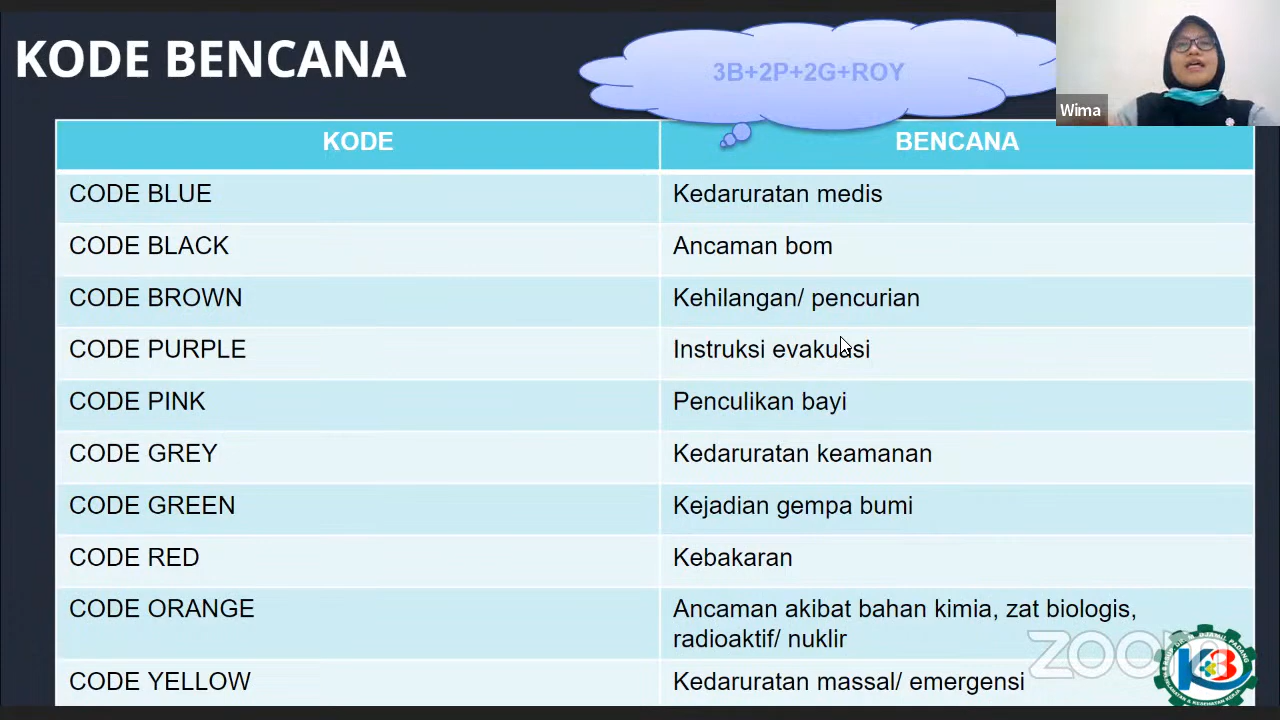 KODE BENCANA
3B+2P+2G+ROY
Wima
KODE BENCANA
CODE BLUE Kedaruratan medis
CODE BLACK Ancaman bom
CODE BROWN Kehilangan/ pencurian
CODE PURPLE Instruksi evakuasi
CODE PINK Penculikan bayi
CODE GREY Kedaruratan keamanan
CODE GREEN Kejadian gempa bumi
CODE RED Kebakaran
CODE ORANGE Ancaman akibat bahan kimia, zat biologis,
radioaktif/ nuklir
CODE YELLOW Kedaruratan massal/ emergensi
zoom
K3